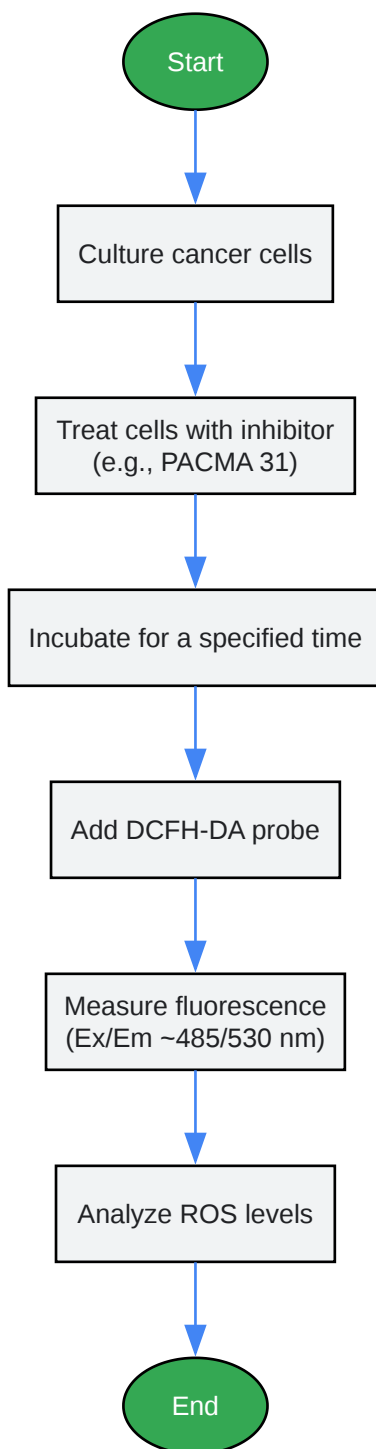 Start
Culture cancer cells
Treat cells with inhibitor
(e.g., PACMA 31)
Incubate for a specified time
Add DCFH-DA probe
Measure fluorescence
(Ex/Em ~485/530 nm)
Analyze ROS levels
End